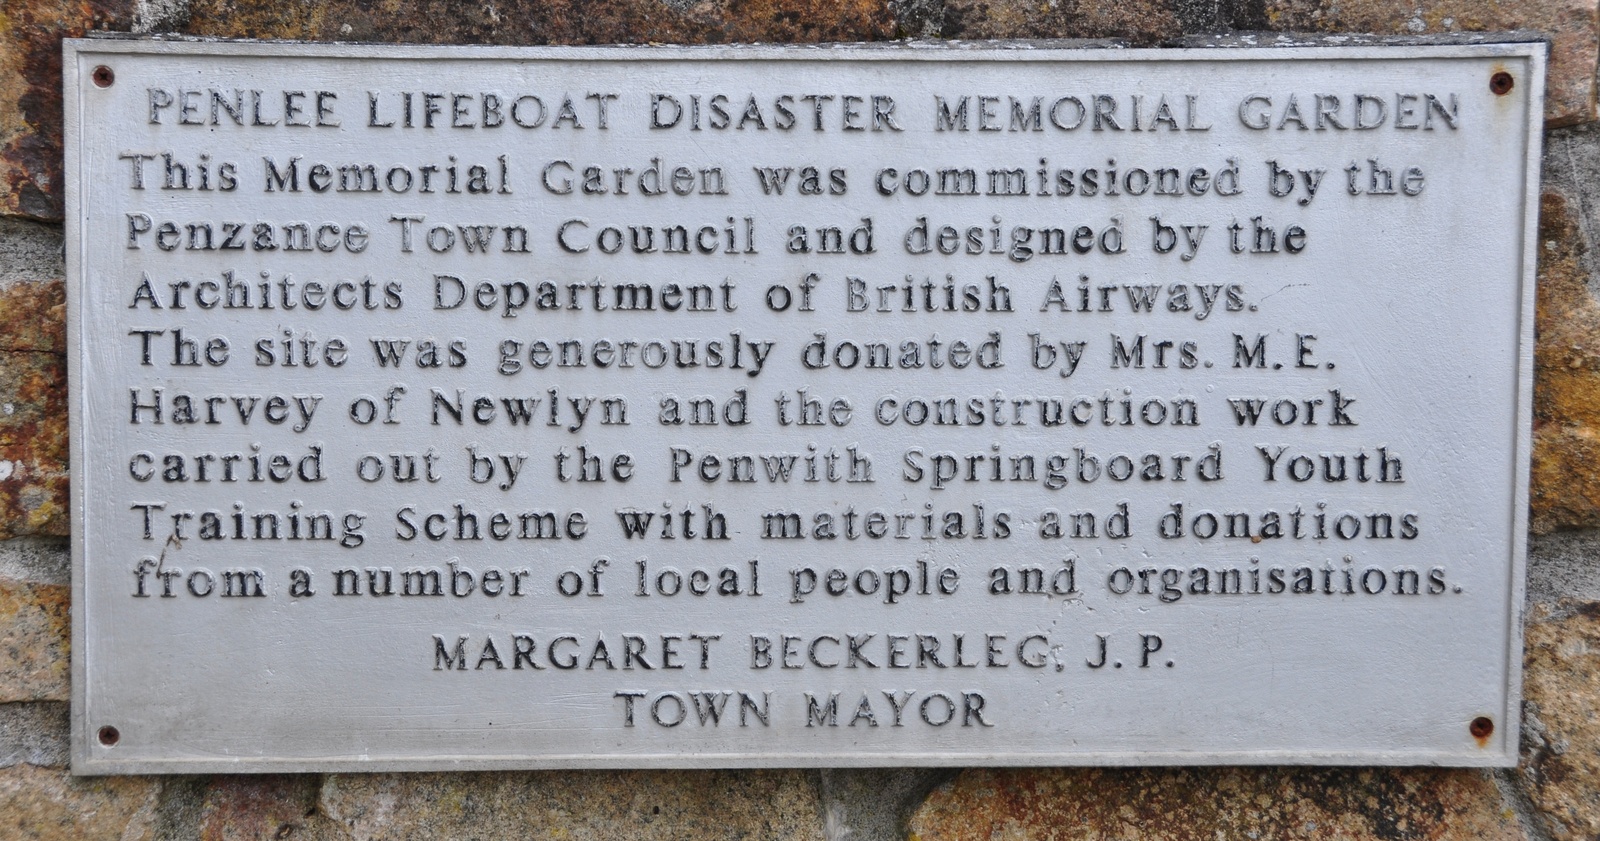 PENLEE LIFEBOAT DISASTER MEMORIAL GARDEN
This Memorial Garden was commissioned by the
Penzance Town Council and designed by the
Architects Department of British Airways.
The site was generously donated by Mrs. M.E.
Harvey of Newlyn and the construction work
carried out by the Penwith Springboard Youth
Training Scheme with materials and donations
from a number of local people and organisations.
MARGARET BECKERLEG, J.P.
TOWN MAYOR